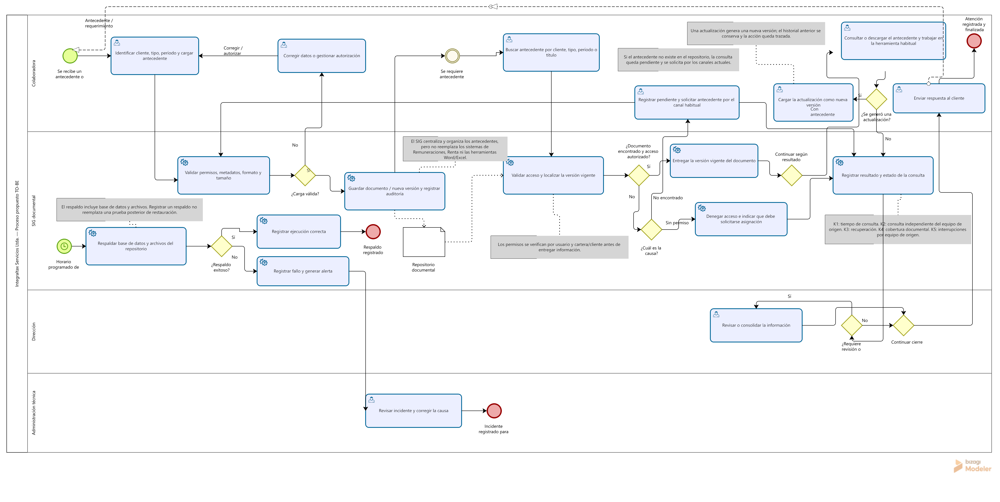 Integraltax Servicios Ltda. — Proceso propuesto TO-BE
Colaboradora
Antecedente /
requerimiento
Se recibe un
antecedente o
Identificar cliente, tipo, período y cargar
antecedente
Corregir /
autorizar
Corregir datos o gestionar autorización
Se requiere
antecedente
Buscar antecedente por cliente, tipo, período o
título
Una actualización genera una nueva versión; el historial anterior se
conserva y la acción queda trazada.
Si el antecedente no existe en el repositorio, la consulta
queda pendiente y se solicita por los canales actuales.
Consultar o descargar el antecedente y trabajar en
la herramienta habitual
Atención
registrada y
finalizada
Registrar pendiente y solicitar antecedente por el
canal habitual
Cargar la actualización como nueva
versión
Con
antecedente
Sí
¿Se generó una
actualización?
Enviar respuesta al cliente
No
SIG documental
No
Validar permisos, metadatos, formato y
tamaño
Sí
¿Carga válida?
El SIG centraliza y organiza los antecedentes,
pero no reemplaza los sistemas de
Remuneraciones, Renta ni las herramientas
Word/Excel.
Guardar documento / nueva versión y registrar
auditoría
Validar acceso y localizar la versión vigente
¿Documento
encontrado y acceso
autorizado?
Sí
No
Entregar la versión vigente del documento
Continuar según
resultado
Registrar resultado y estado de la consulta
No encontrado
Sin permiso
¿Cuál es la
causa?
Denegar acceso e indicar que debe
solicitarse asignación
K1: tiempo de consulta. K2: consulta independiente del equipo de
origen. K3: recuperación. K4: cobertura documental. K5: interrupciones
por equipo de origen.
Los permisos se verifican por usuario y cartera/cliente antes de
entregar información.
Repositorio
documental
El respaldo incluye base de datos y archivos. Registrar un respaldo no
reemplaza una prueba posterior de restauración.
Horario
programado de
Respaldar base de datos y archivos del
repositorio
¿Respaldo
exitoso?
Sí
No
Registrar ejecución correcta
Respaldo
registrado
Registrar fallo y generar alerta
Dirección
Sí
Revisar o consolidar la información
No
¿Requiere
revisión o
Continuar cierre
Administración técnica
Revisar incidente y corregir la causa
Incidente
registrado para
bizagi
Modeler